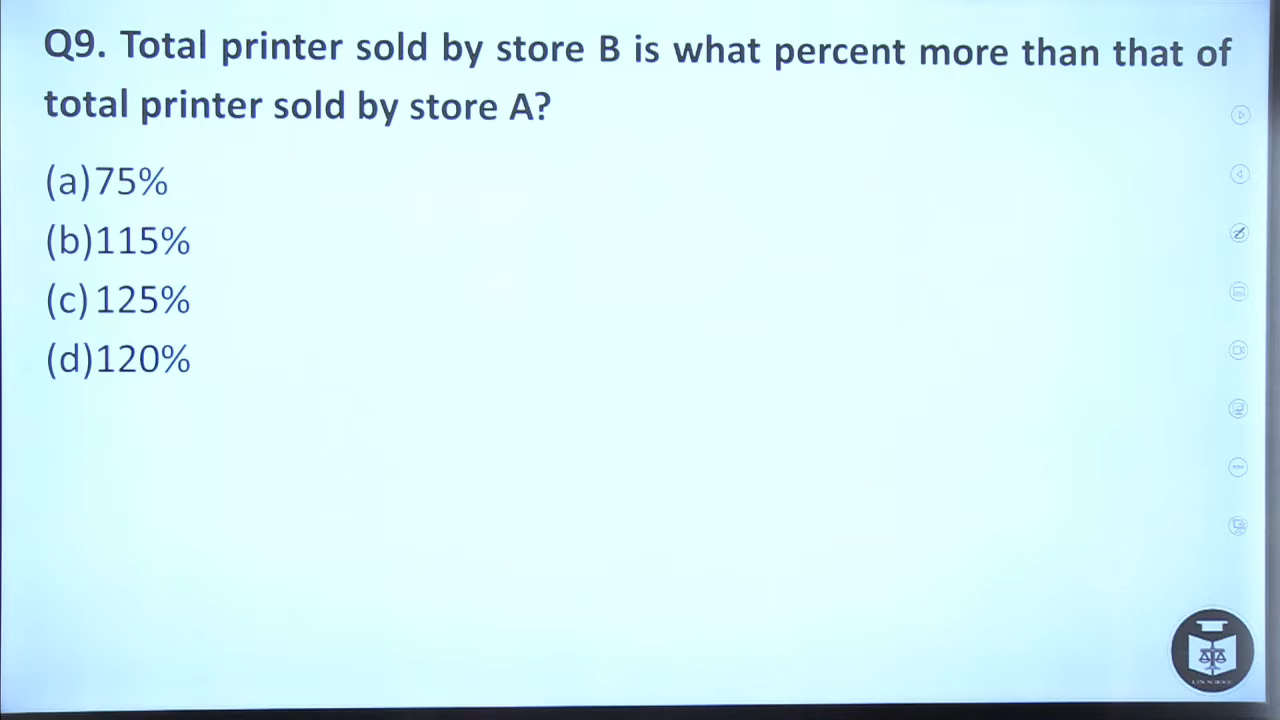 Q9. Total printer sold by store B is what percent more than that of
total printer sold by store A?
(a)75%
(b)115%
(c)125%
(d)120%